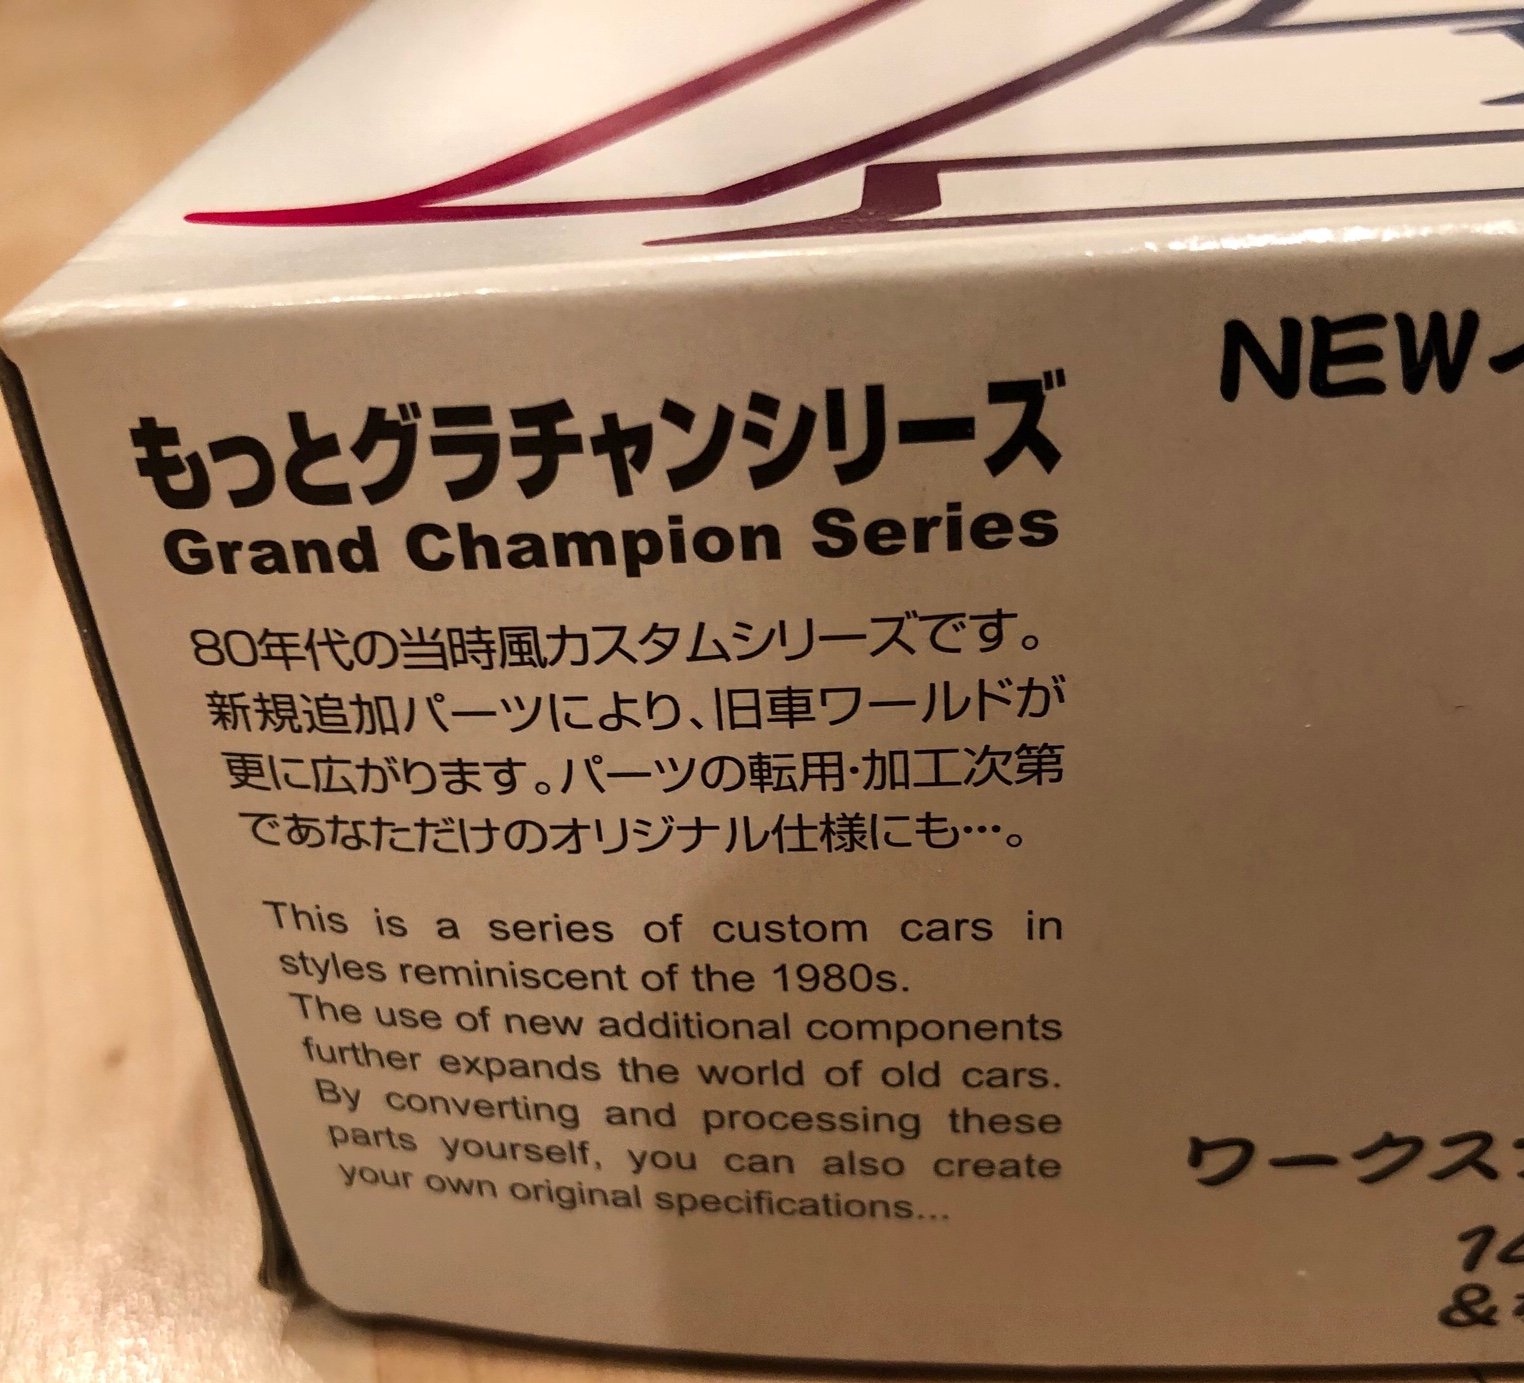 もっとグラチャンシリーズ
Grand Champion Series
80年代の当時風カスタムシリーズです。
新規追加パーツにより、旧車ワールドが
更に広がります。パーツの転用・加工次第
であなただけのオリジナル仕様にも…。
This is a series of custom cars in
styles reminiscent of the 1980s.
The use of new additional components
further expands the world of old cars.
By converting and processing these
parts yourself, you can also create
your own original specifications...
NEW
ワークス
14
&